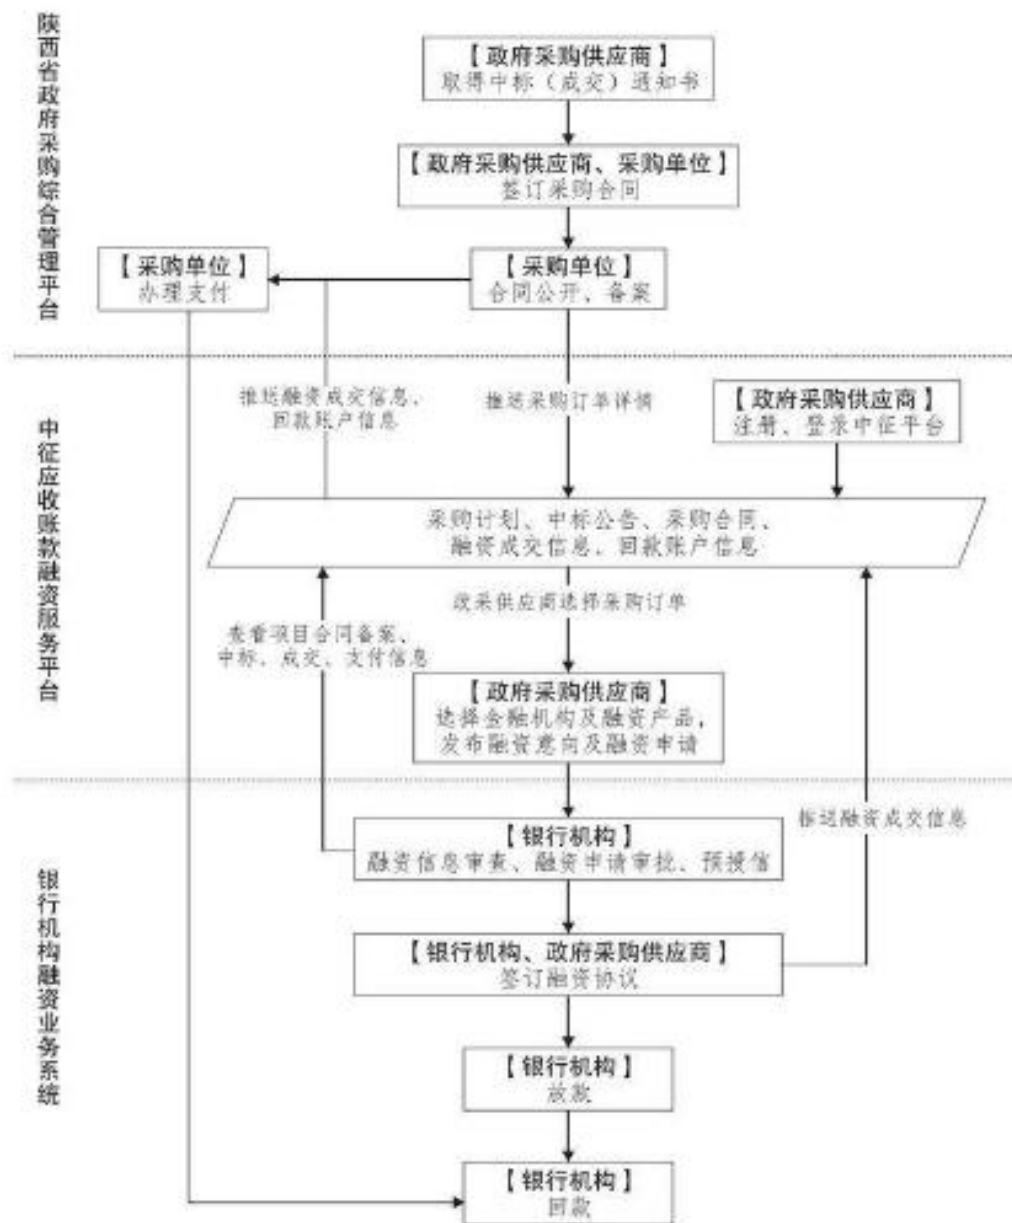 陕西省政府采购综合管理平台
【政府采购供应商】
取得中标（成交）通知书
【政府采购供应商、采购单位】
签订采购合同
【采购单位】
办理支付
【采购单位】
合同公开、备案
中征应收账款融资服务平台
推送融资成交信息、
回款账户信息
推送采购订单详情
【政府采购供应商】
注册、登录中征平台
采购计划、中标公告、采购合同、
融资成交信息、回款账户信息
政采供应商选择采购订单
查看项目合同备案、
中标、成交、支付信息
【政府采购供应商】
选择金融机构及融资产品，
发布融资意向及融资申请
银行机构融资业务系统
推送融资成交信息
【银行机构】
融资信息审查、融资申请审批、预授信
【银行机构、政府采购供应商】
签订融资协议
【银行机构】
放款
【银行机构】
回款